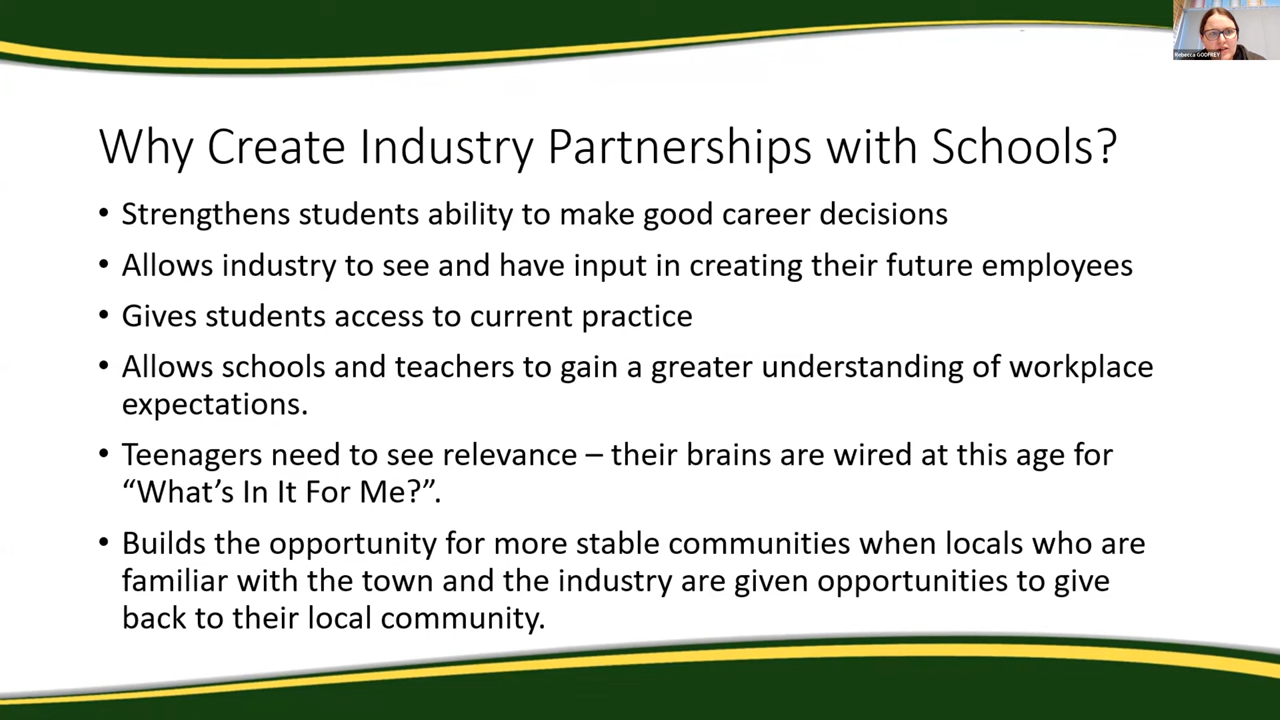 Rebecca GODFREY
Why Create Industry Partnerships with Schools?
• Strengthens students ability to make good career decisions
• Allows industry to see and have input in creating their future employees
• Gives students access to current practice
• Allows schools and teachers to gain a greater understanding of workplace
expectations.
• Teenagers need to see relevance – their brains are wired at this age for
“What’s In It For Me?”.
• Builds the opportunity for more stable communities when locals who are
familiar with the town and the industry are given opportunities to give
back to their local community.